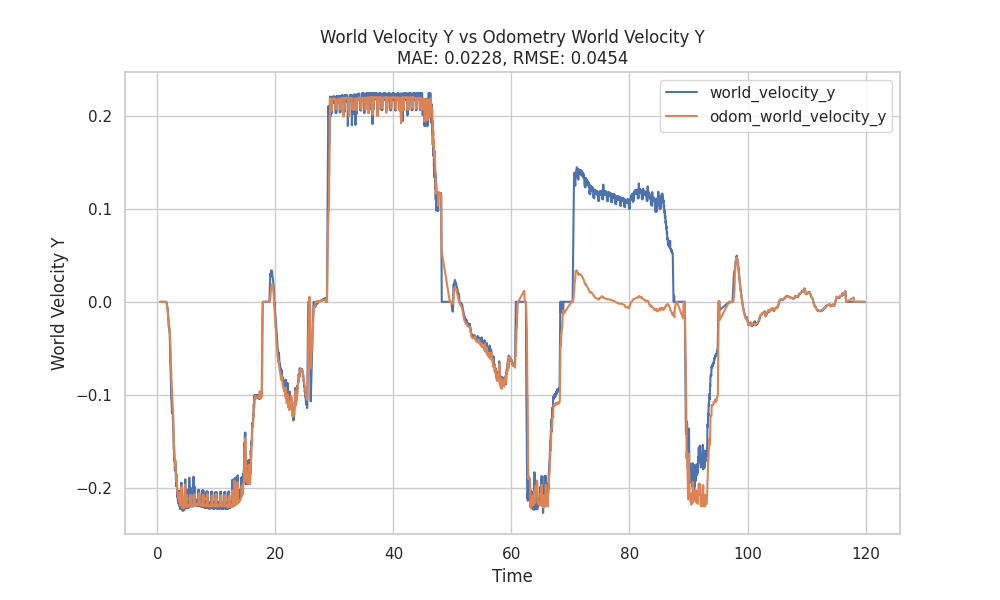 World Velocity Y vs Odometry World Velocity Y
MAE: 0.0228, RMSE: 0.0454
world_velocity_y
odom_world_velocity_y
World Velocity Y
0.2
0.1
0.0
−0.1
−0.2
0 20 40 60 80 100 120
Time